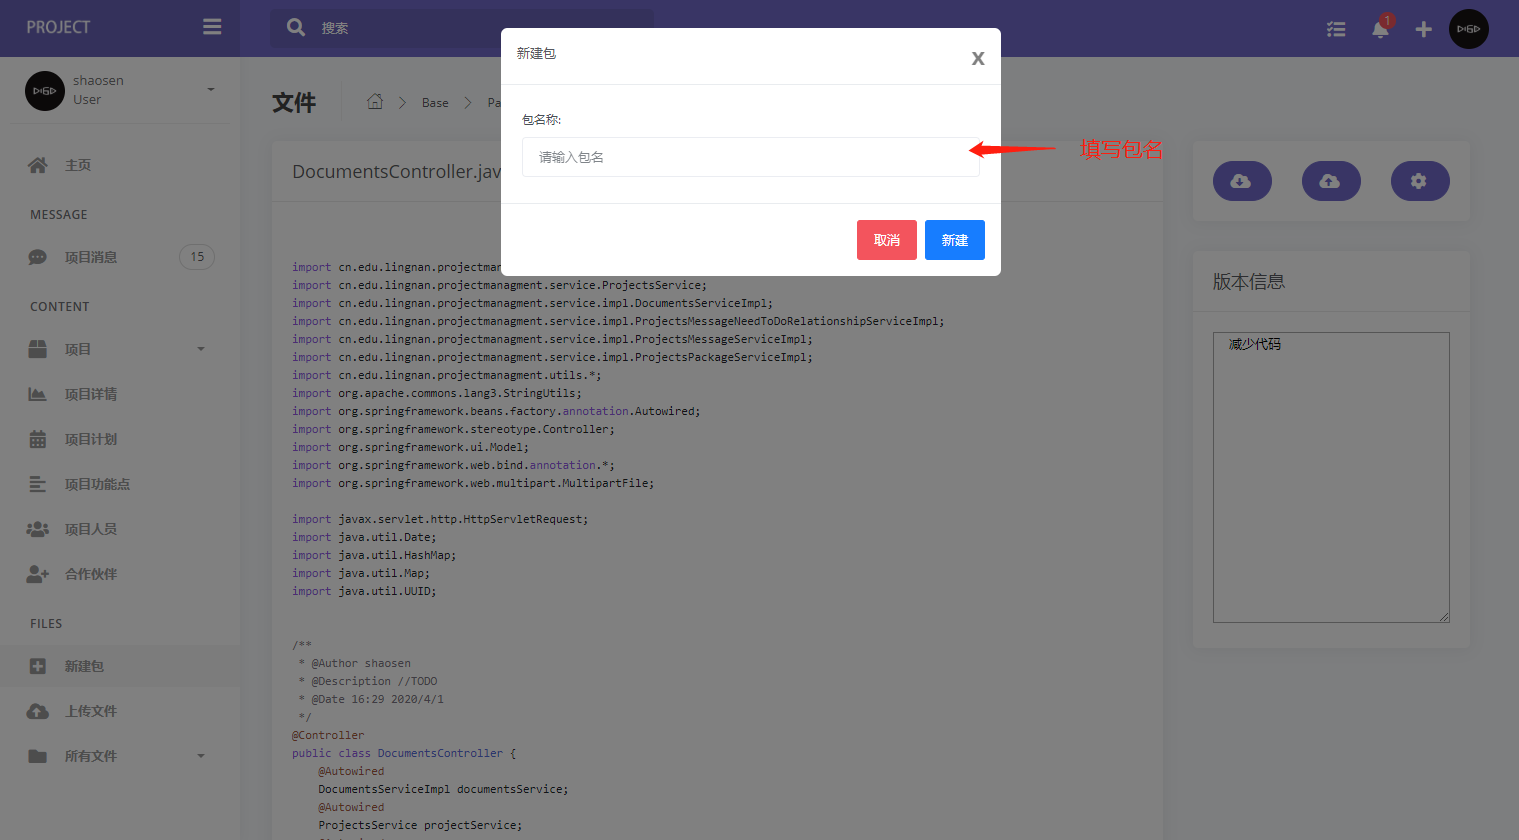 PROJECT
搜索
1
shaosen
User
主页
MESSAGE
项目消息
15
CONTENT
项目
项目详情
项目计划
项目功能点
项目人员
合作伙伴
FILES
新建包
上传文件
所有文件
文件
Base
Pa
新建包
X
包名称:
请输入包名
填写包名
取消
新建
DocumentsController.jav
import cn.edu.lingnan.projectmanag
import cn.edu.lingnan.projectmanagment.service.ProjectsService;
import cn.edu.lingnan.projectmanagment.service.impl.DocumentsServiceImpl;
import cn.edu.lingnan.projectmanagment.service.impl.ProjectsMessageNeedToDoRelationshipServiceImpl;
import cn.edu.lingnan.projectmanagment.service.impl.ProjectsMessageServiceImpl;
import cn.edu.lingnan.projectmanagment.service.impl.ProjectsPackageServiceImpl;
import cn.edu.lingnan.projectmanagment.utils.*;
import org.apache.commons.lang3.StringUtils;
import org.springframework.beans.factory.annotation.Autowired;
import org.springframework.stereotype.Controller;
import org.springframework.ui.Model;
import org.springframework.web.bind.annotation.*;
import org.springframework.web.multipart.MultipartFile;
import javax.servlet.http.HttpServletRequest;
import java.util.Date;
import java.util.HashMap;
import java.util.Map;
import java.util.UUID;
/**
* @Author shaosen
* @Description //TODO
* @Date 16:29 2020/4/1
*/
@Controller
public class DocumentsController {
@Autowired
DocumentsServiceImpl documentsService;
@Autowired
ProjectsService projectService;
版本信息
减少代码